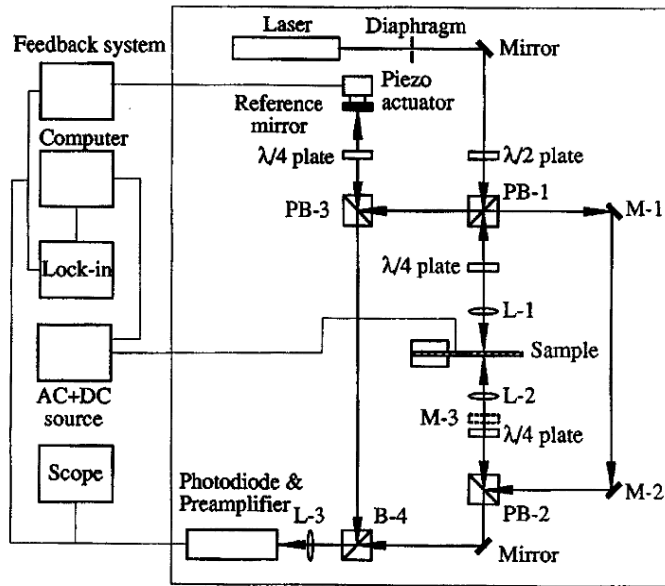 Laser
Diaphragm
Mirror
Feedback system
Piezo
actuator
Reference
mirror
Computer
λ/4 plate
λ/2 plate
PB-3
PB-1
M-1
Lock-in
λ/4 plate
L-1
Sample
AC+DC
source
L-2
M-3
λ/4 plate
Scope
Photodiode &
Preamplifier
L-3
B-4
PB-2
M-2
Mirror